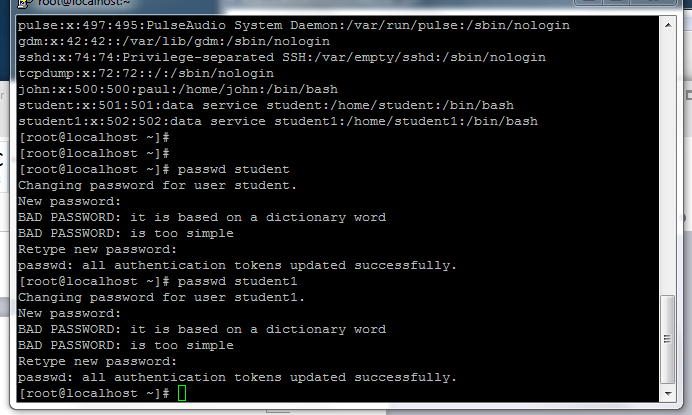 root@localhost:~
pulse:x:497:495:PulseAudio System Daemon:/var/run/pulse:/sbin/nologin
gdm:x:42:42::/var/lib/gdm:/sbin/nologin
sshd:x:74:74:Privilege-separated SSH:/var/empty/sshd:/sbin/nologin
tcpdump:x:72:72::/:/sbin/nologin
john:x:500:500:paul:/home/john:/bin/bash
student:x:501:501:data service student:/home/student:/bin/bash
student1:x:502:502:data service student1:/home/student1:/bin/bash
[root@localhost ~]#
[root@localhost ~]#
[root@localhost ~]# passwd student
Changing password for user student.
New password:
BAD PASSWORD: it is based on a dictionary word
BAD PASSWORD: is too simple
Retype new password:
passwd: all authentication tokens updated successfully.
[root@localhost ~]# passwd student1
Changing password for user student1.
New password:
BAD PASSWORD: it is based on a dictionary word
BAD PASSWORD: is too simple
Retype new password:
passwd: all authentication tokens updated successfully.
[root@localhost ~]#